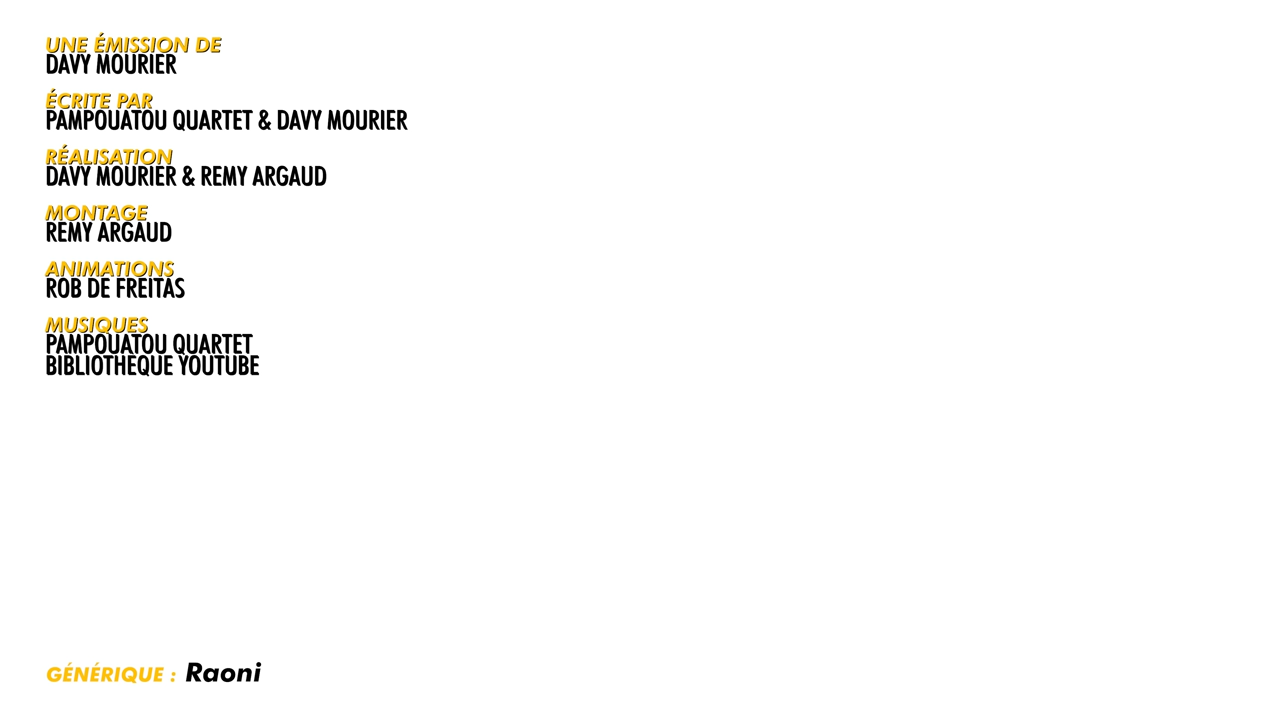 UNE ÉMISSION DE
DAVY MOURIER
ÉCRITE PAR
PAMPOUATOU QUARTET & DAVY MOURIER
RÉALISATION
DAVY MOURIER & REMY ARGAUD
MONTAGE
REMY ARGAUD
ANIMATIONS
ROB DE FREITAS
MUSIQUES
PAMPOUATOU QUARTET
BIBLIOTHÈQUE YOUTUBE
GÉNÉRIQUE : Raoni